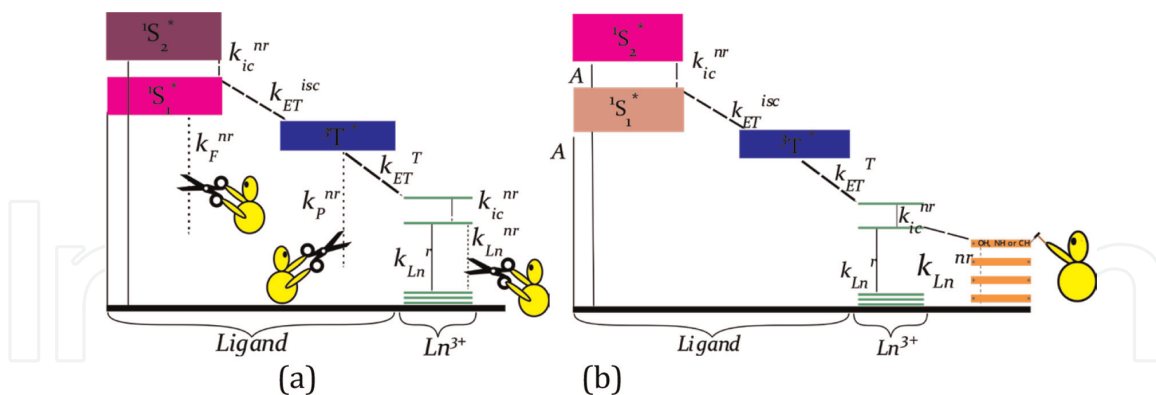 ¹S₂*
k_ic^nr
¹S₁*
k_ET^isc
³T*
k_F^nr
k_ET^T
k_P^nr
k_ic^nr
k_Ln^nr
k_Ln^r
Ligand
Ln³⁺
(a)
¹S₂*
k_ic^nr
A
¹S₁*
k_ET^isc
³T*
A
k_ET^T
k_ic^nr
OH, NH or CH
k_Ln^r
k_Ln^nr
Ligand
Ln³⁺
(b)